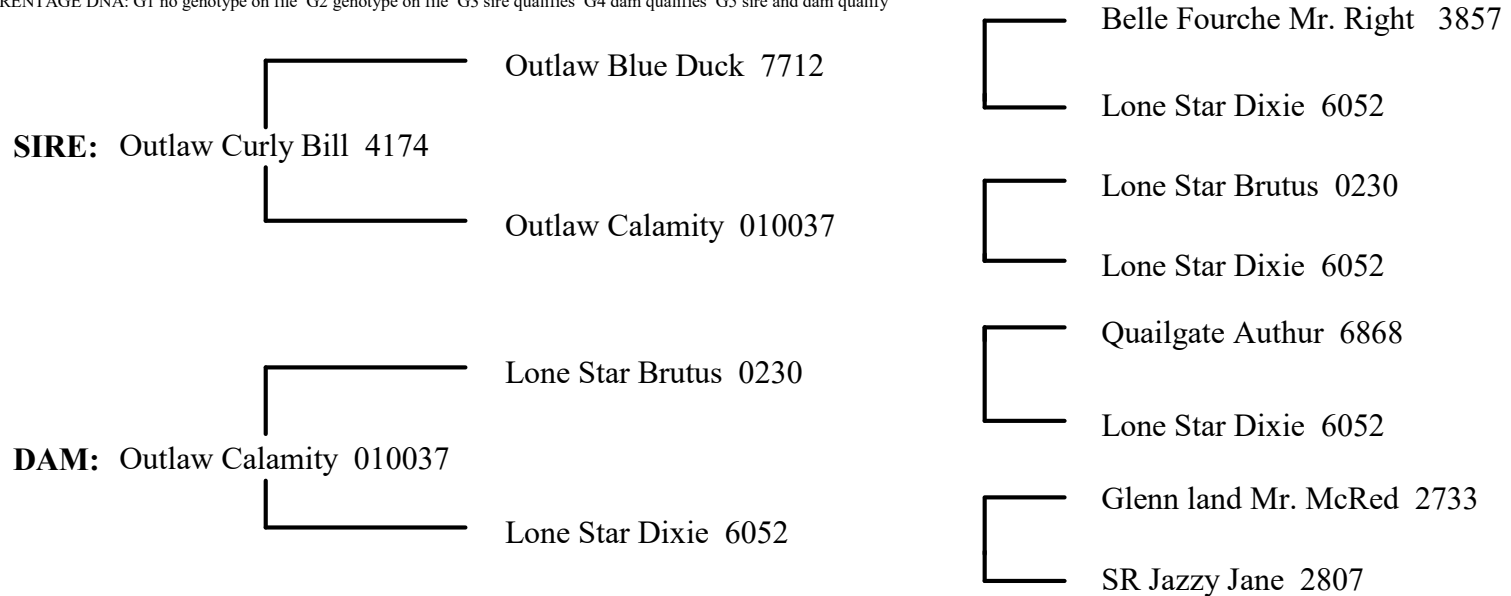 RENTAGE DNA: G1 no genotype on file G2 genotype on file G3 sire qualifies G4 dam qualifies G5 sire and dam qualify
Belle Fourche Mr. Right 3857
Outlaw Blue Duck 7712
Lone Star Dixie 6052
SIRE: Outlaw Curly Bill 4174
Lone Star Brutus 0230
Outlaw Calamity 010037
Lone Star Dixie 6052
Quailgate Authur 6868
Lone Star Brutus 0230
Lone Star Dixie 6052
DAM: Outlaw Calamity 010037
Glenn land Mr. McRed 2733
Lone Star Dixie 6052
SR Jazzy Jane 2807